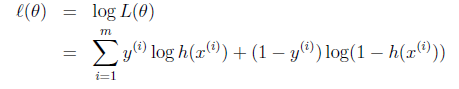 ℓ(θ) = log L(θ)
= ∑_{i=1}^{m} y^{(i)} log h(x^{(i)}) + (1 − y^{(i)}) log(1 − h(x^{(i)}))